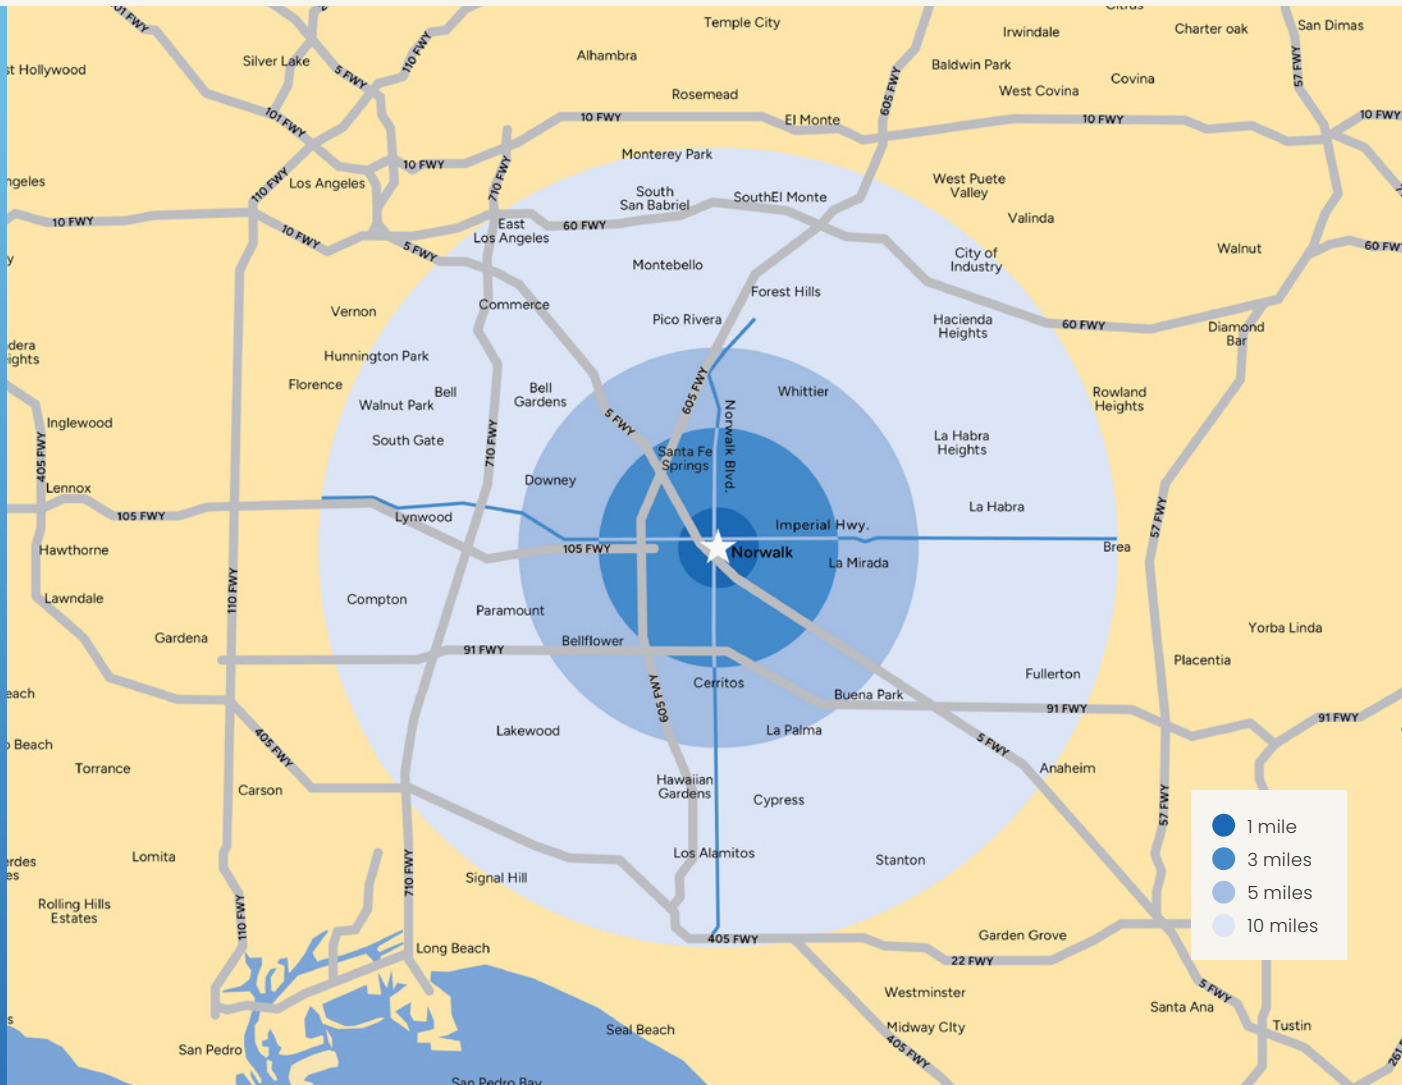 Citrus
101 FWY
Temple City
Irwindale
Charter oak
San Dimas
Silver Lake
110 FWY
Alhambra
57 FWY
st Hollywood
5 FWY
605 FWY
Baldwin Park
West Covina
Covina
Rosemead
101 FWY
10 FWY
El Monte
10 FWY
10 FWY
Monterey Park
10 FWY
ngeles
110 FWY
Los Angeles
710 FWY
South
San Babriel
SouthEl Monte
West Puete
Valley
Valinda
10 FWY
10 FWY
5 FWY
East
Los Angeles
60 FWY
City of
Industry
Walnut
60 FWY
y
Montebello
Forest Hills
Vernon
Commerce
Pico Rivera
Hacienda
Heights
60 FWY
Diamond
Bar
dera
ights
Hunnington Park
Florence
Bell
Walnut Park
Bell
Gardens
605 FWY
Whittier
Rowland
Heights
Inglewood
5 FWY
Norwalk Blvd.
405 FWY
South Gate
710 FWY
La Habra
Heights
Santa Fe
Springs
Lennox
Downey
La Habra
57 FWY
105 FWY
Lynwood
Imperial Hwy.
Hawthorne
105 FWY
Norwalk
La Mirada
Brea
Lawndale
110 FWY
Compton
Paramount
Gardena
91 FWY
Bellflower
Yorba Linda
Placentia
each
605 FWY
Cerritos
Buena Park
Fullerton
91 FWY
91 FWY
o Beach
405 FWY
Lakewood
La Palma
5 FWY
Torrance
Anaheim
Carson
Hawaiian
Gardens
Cypress
57 FWY
1 mile
3 miles
5 miles
10 miles
erdes
es
Lomita
710 FWY
Signal Hill
Los Alamitos
Stanton
Rolling Hills
Estates
110 FWY
Long Beach
405 FWY
22 FWY
Garden Grove
Westminster
5 FWY
Santa Ana
s
San Pedro
Seal Beach
Midway CIty
405 FWY
Tustin
261 F
San Pedro Bay